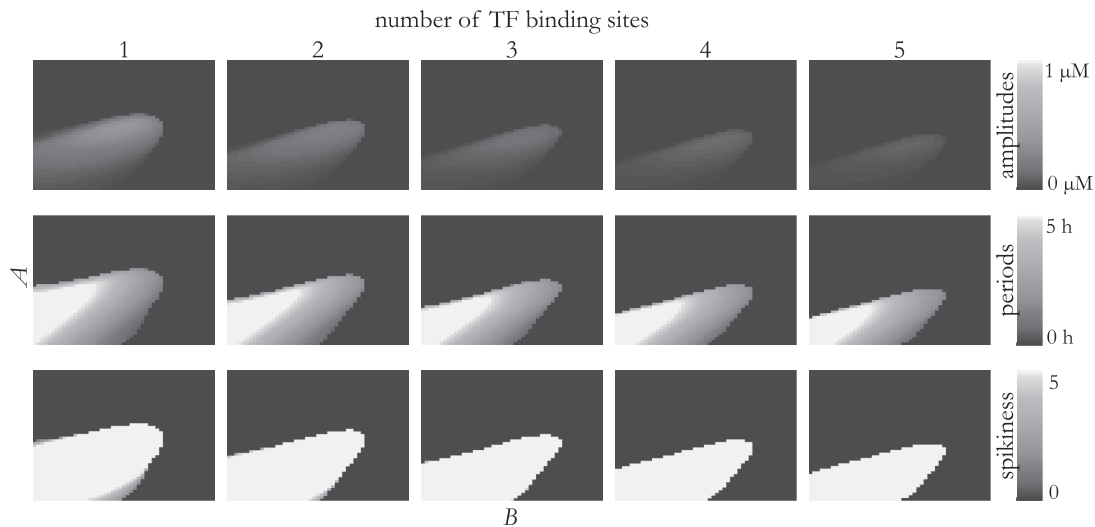 number of TF binding sites
1 2 3 4 5
1 μM
amplitudes
0 μM
5 h
periods
0 h
A
5
spikiness
0
B